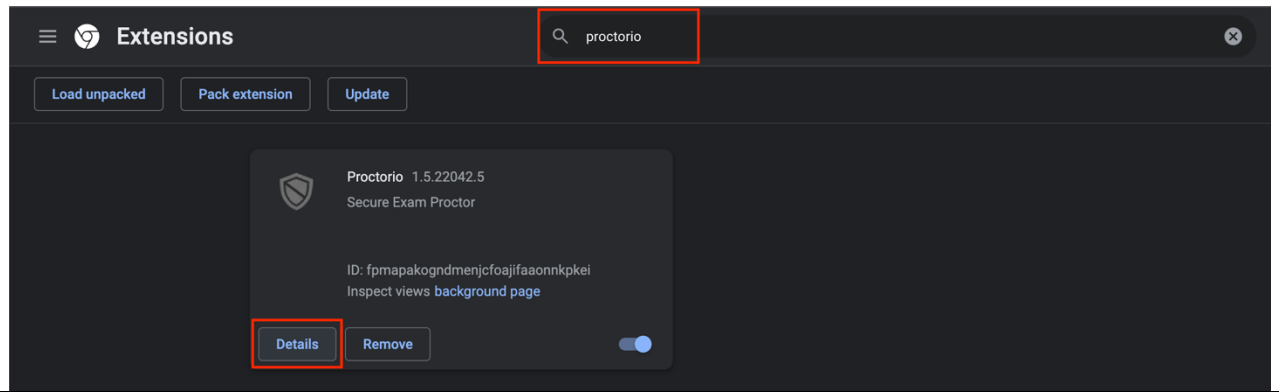 Extensions
proctorio
Load unpacked
Pack extension
Update
Proctorio 1.5.22042.5
Secure Exam Proctor
ID: fpmapakogndmenjcfoajifaaonnkpkei
Inspect views background page
Details
Remove